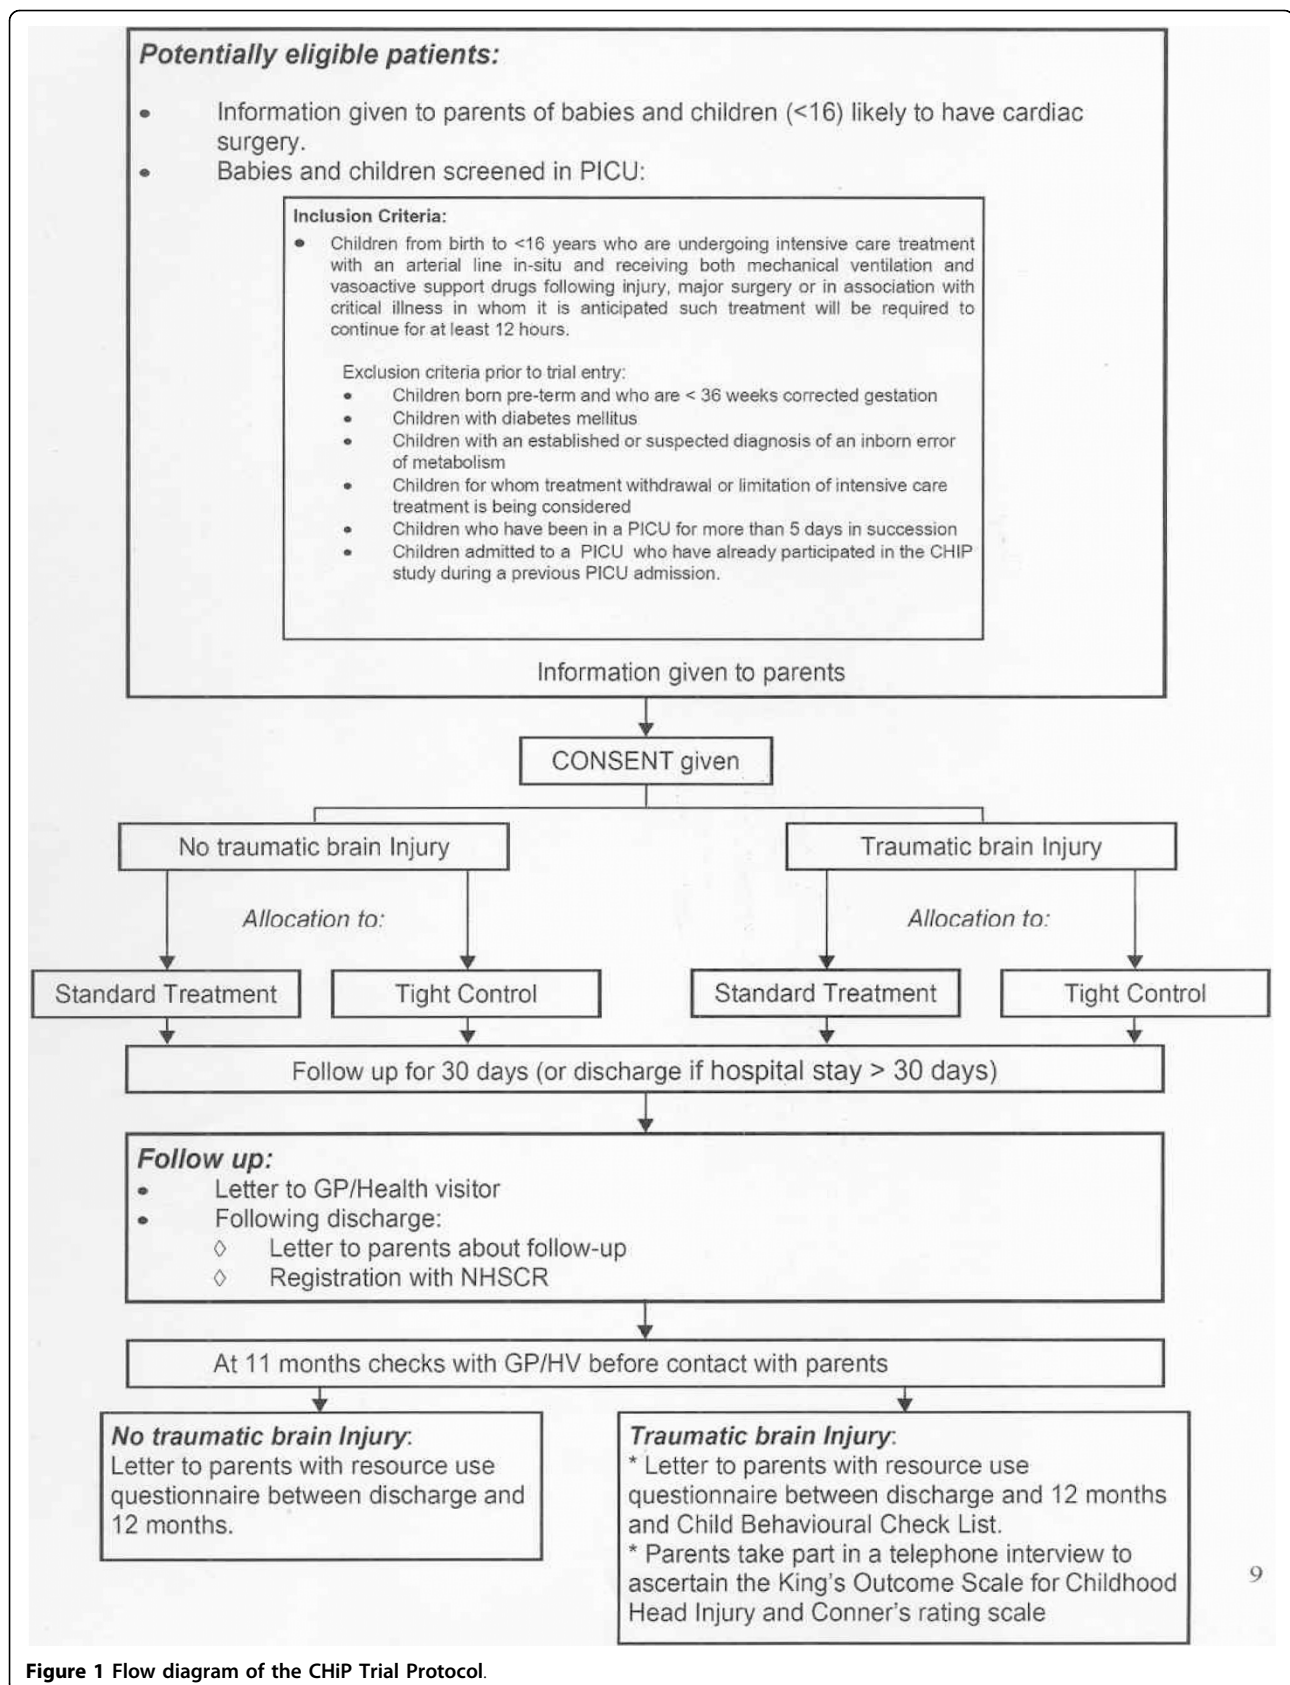 Potentially eligible patients:
• Information given to parents of babies and children (<16) likely to have cardiac
surgery.
• Babies and children screened in PICU:
Inclusion Criteria:
• Children from birth to <16 years who are undergoing intensive care treatment
with an arterial line in-situ and receiving both mechanical ventilation and
vasoactive support drugs following injury, major surgery or in association with
critical illness in whom it is anticipated such treatment will be required to
continue for at least 12 hours.
Exclusion criteria prior to trial entry:
• Children born pre-term and who are < 36 weeks corrected gestation
• Children with diabetes mellitus
• Children with an established or suspected diagnosis of an inborn error
of metabolism
• Children for whom treatment withdrawal or limitation of intensive care
treatment is being considered
• Children who have been in a PICU for more than 5 days in succession
• Children admitted to a PICU who have already participated in the CHIP
study during a previous PICU admission.
Information given to parents
CONSENT given
No traumatic brain Injury
Traumatic brain Injury
Allocation to:
Allocation to:
Standard Treatment
Tight Control
Standard Treatment
Tight Control
Follow up for 30 days (or discharge if hospital stay > 30 days)
Follow up:
• Letter to GP/Health visitor
• Following discharge:
◊ Letter to parents about follow-up
◊ Registration with NHSCR
At 11 months checks with GP/HV before contact with parents
No traumatic brain Injury:
Letter to parents with resource use
questionnaire between discharge and
12 months.
Traumatic brain Injury:
* Letter to parents with resource use
questionnaire between discharge and 12 months
and Child Behavioural Check List.
* Parents take part in a telephone interview to
ascertain the King's Outcome Scale for Childhood
Head Injury and Conner's rating scale
9
Figure 1 Flow diagram of the CHiP Trial Protocol.